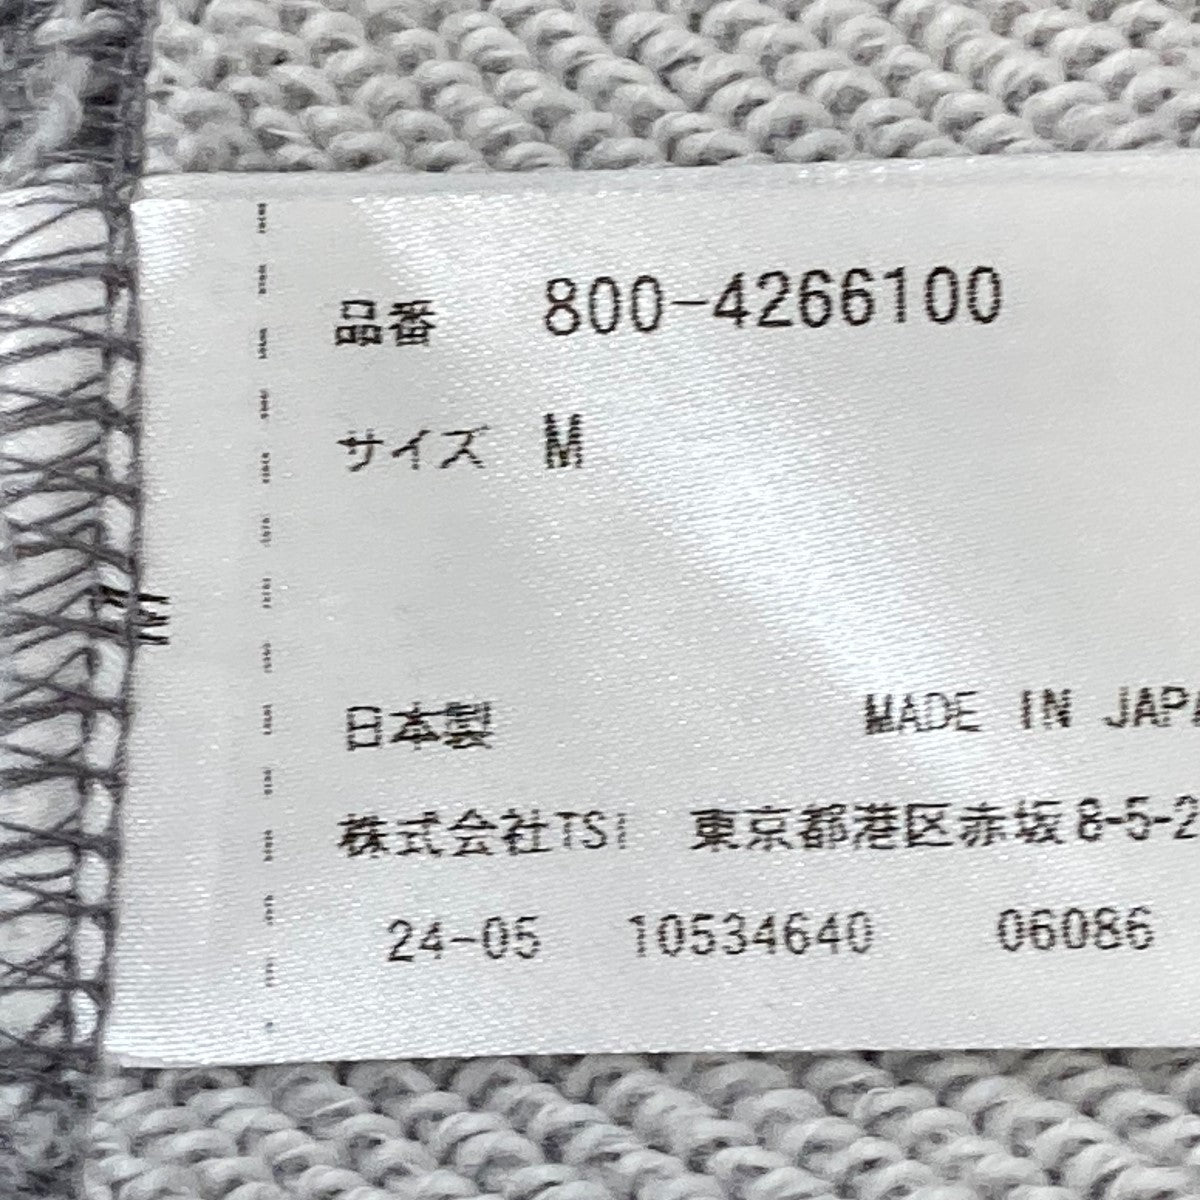 品番 800-4266100
サイズ M
日本製 MADE IN JAPA
株式会社TSI 東京都港区赤坂8-5-2
24-05 10534640 06086